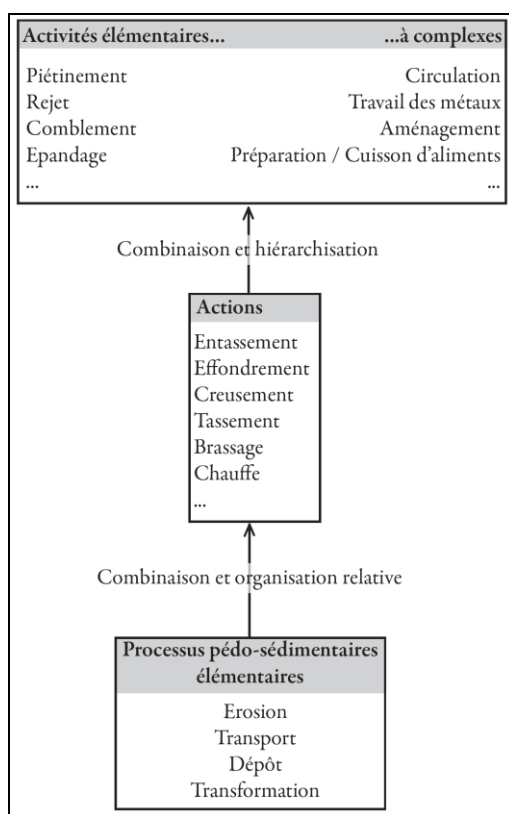 Activités élémentaires... ...à complexes
Piétinement Circulation
Rejet Travail des métaux
Comblement Aménagement
Epandage Préparation / Cuisson d'aliments
... ...
Combinaison et hiérarchisation
Actions
Entassement
Effondrement
Creusement
Tassement
Brassage
Chauffe
...
Combinaison et organisation relative
Processus pédo-sédimentaires
élémentaires
Erosion
Transport
Dépôt
Transformation